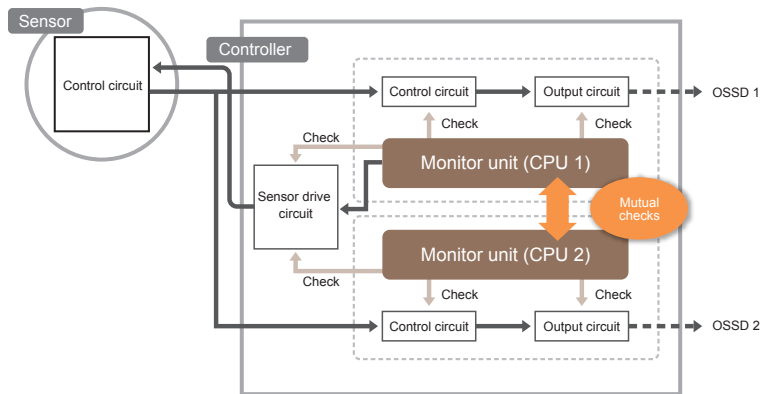 Sensor
Controller
Control circuit
Control circuit
Output circuit
OSSD 1
Check
Check
Check
Monitor unit (CPU 1)
Sensor drive
circuit
Mutual
checks
Monitor unit (CPU 2)
Check
Check
Check
Control circuit
Output circuit
OSSD 2